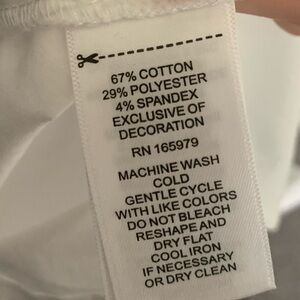 67% COTTON
29% POLYESTER
4% SPANDEX
EXCLUSIVE OF
DECORATION
RN 165979
MACHINE WASH
COLD
GENTLE CYCLE
WITH LIKE COLORS
DO NOT BLEACH
RESHAPE AND
DRY FLAT
COOL IRON
IF NECESSARY
OR DRY CLEAN